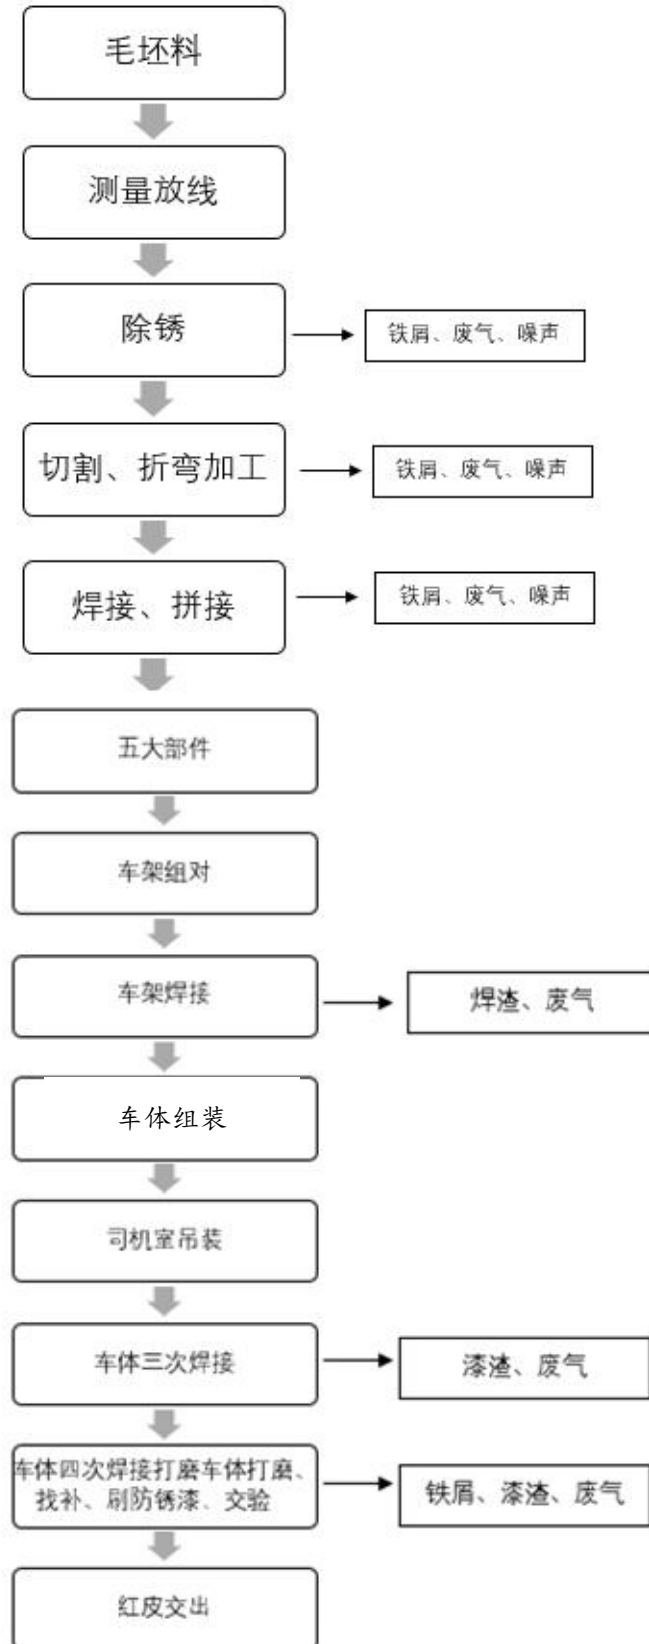 毛坯料
测量放线
除锈
铁屑、废气、噪声
切割、折弯加工
铁屑、废气、噪声
焊接、拼接
铁屑、废气、噪声
五大部件
车架组对
车架焊接
焊渣、废气
车体组装
司机室吊装
车体三次焊接
漆渣、废气
车体四次焊接打磨车体打磨、
找补、刷防锈漆、交验
铁屑、漆渣、废气
红皮交出